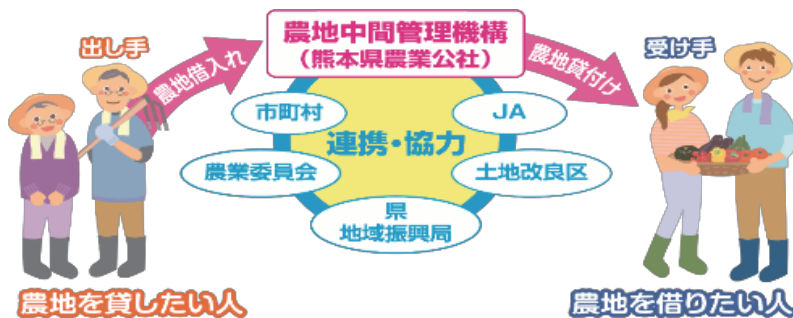 農地中間管理機構
(熊本県農業公社)
出し手
農地借入れ
農地貸付け
受け手
市町村
JA
連携・協力
農業委員会
土地改良区
県
地域振興局
農地を貸したい人
農地を借りたい人